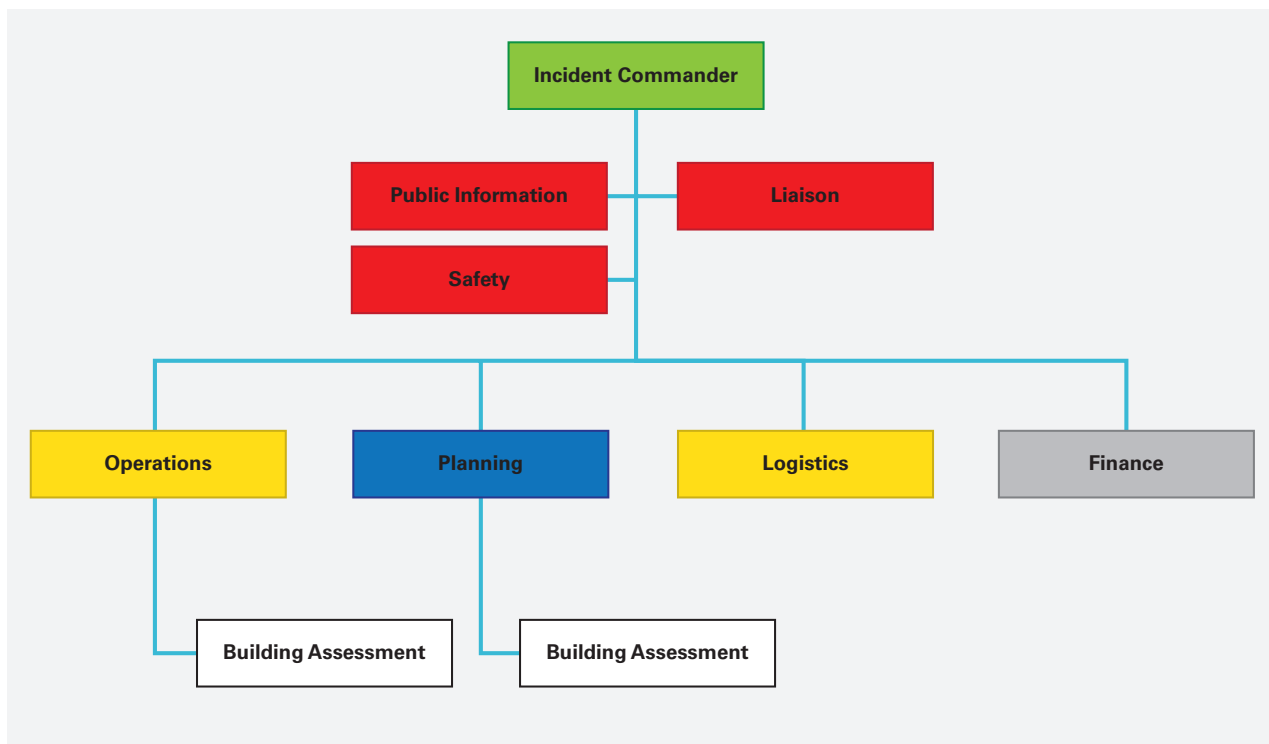 Incident Commander
Public Information
Liaison
Safety
Operations
Planning
Logistics
Finance
Building Assessment
Building Assessment